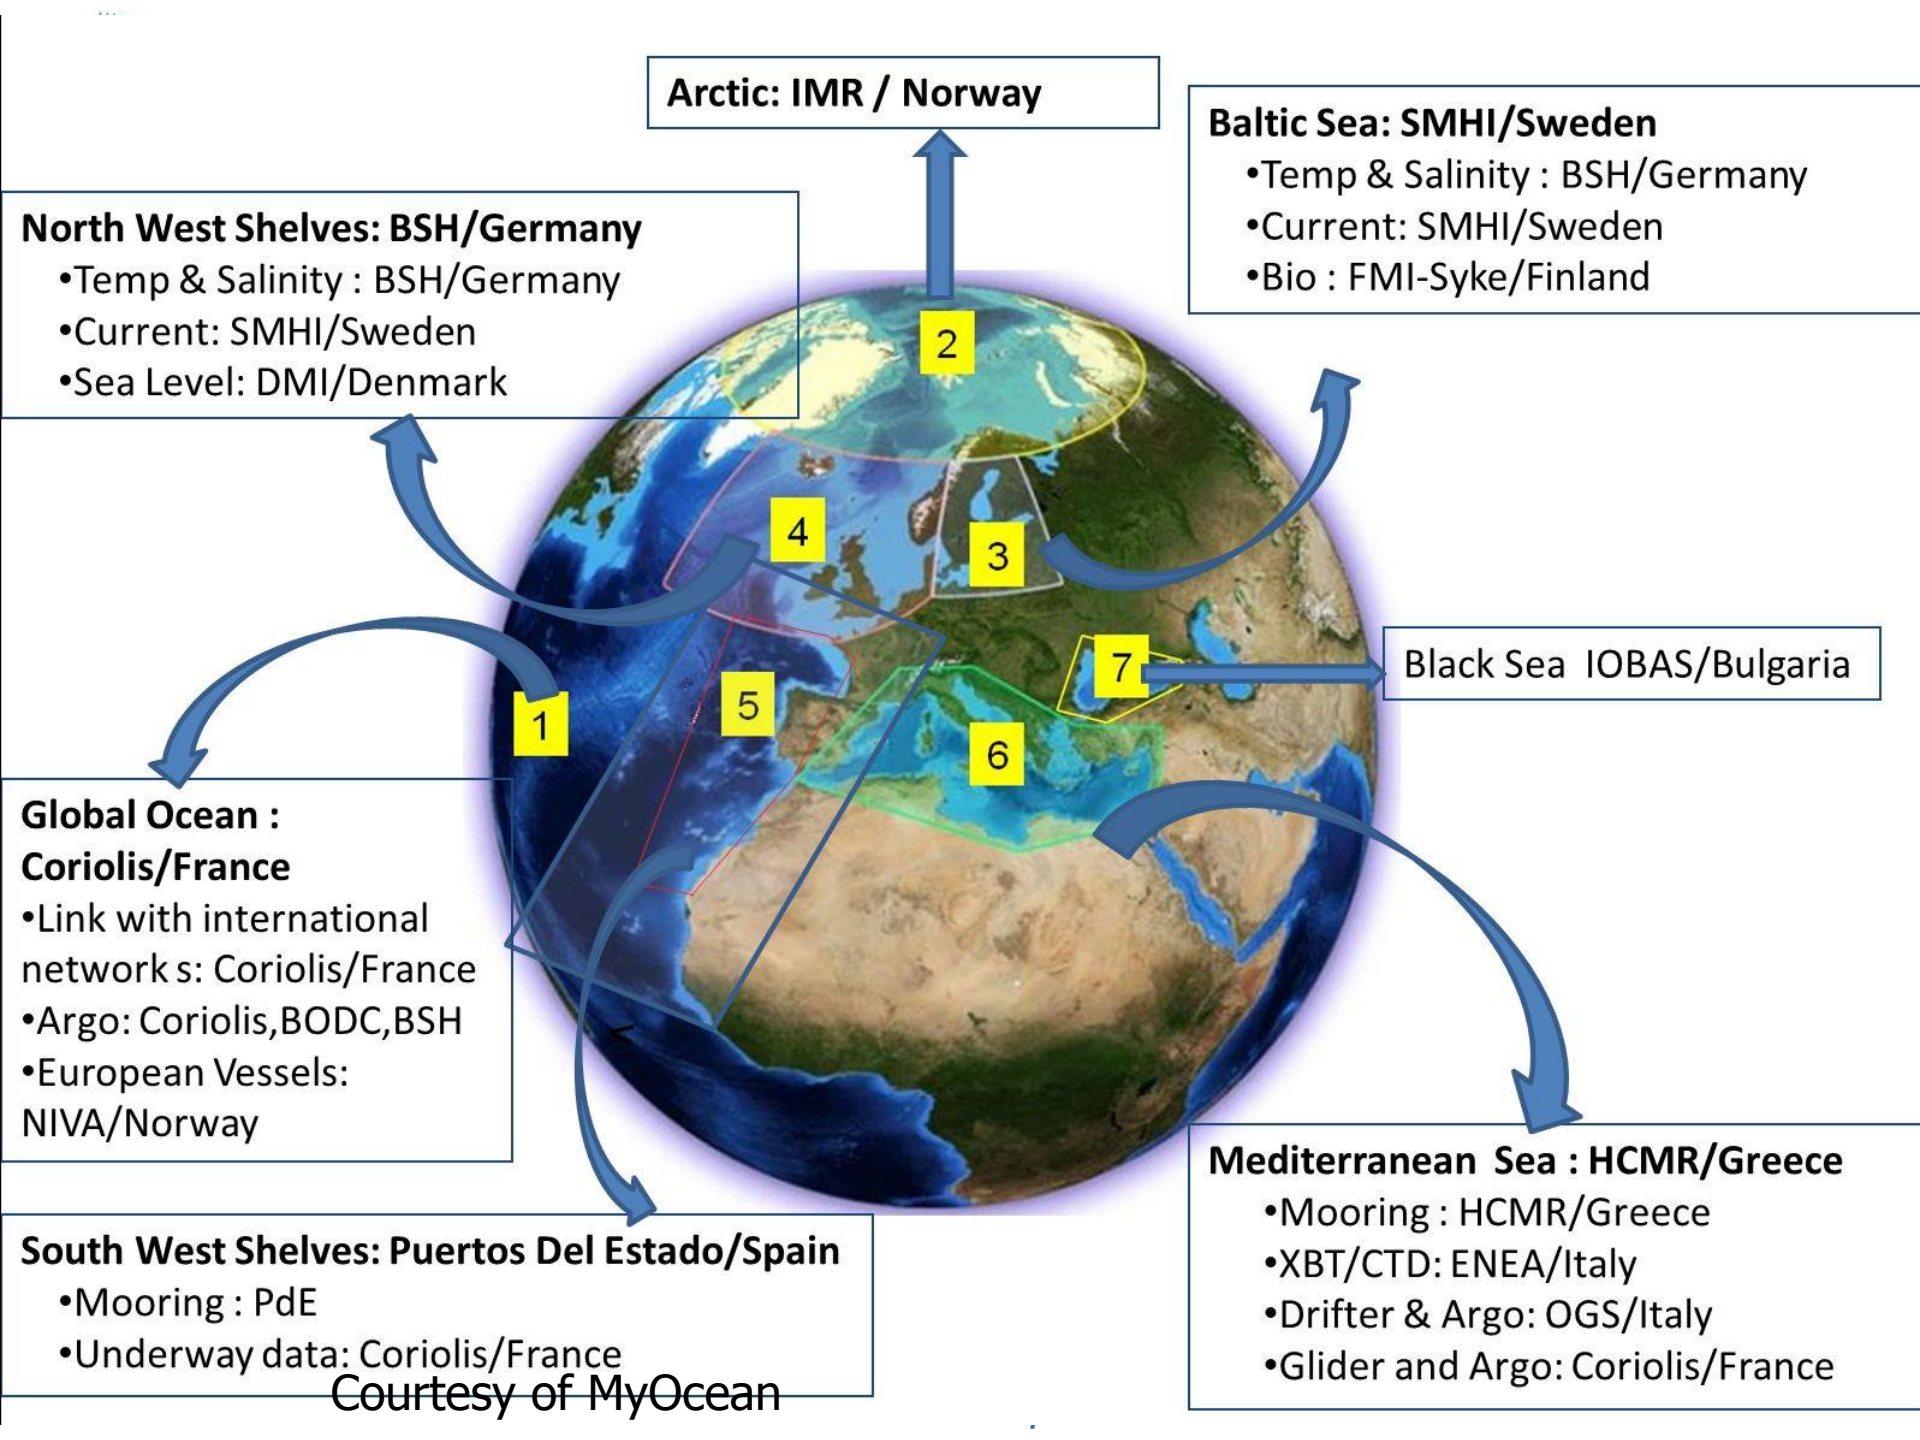 Arctic: IMR / Norway
Baltic Sea: SMHI/Sweden
•Temp & Salinity : BSH/Germany
•Current: SMHI/Sweden
•Bio : FMI-Syke/Finland
North West Shelves: BSH/Germany
•Temp & Salinity : BSH/Germany
•Current: SMHI/Sweden
•Sea Level: DMI/Denmark
2
4
3
7
Black Sea  IOBAS/Bulgaria
5
1
6
Global Ocean :
Coriolis/France
•Link with international
network s: Coriolis/France
•Argo: Coriolis,BODC,BSH
•European Vessels:
NIVA/Norway
V
South West Shelves: Puertos Del Estado/Spain
•Mooring : PdE
•Underway data: Coriolis/France
Courtesy of MyOcean
Mediterranean  Sea : HCMR/Greece
•Mooring : HCMR/Greece
•XBT/CTD: ENEA/Italy
•Drifter & Argo: OGS/Italy
•Glider and Argo: Coriolis/France